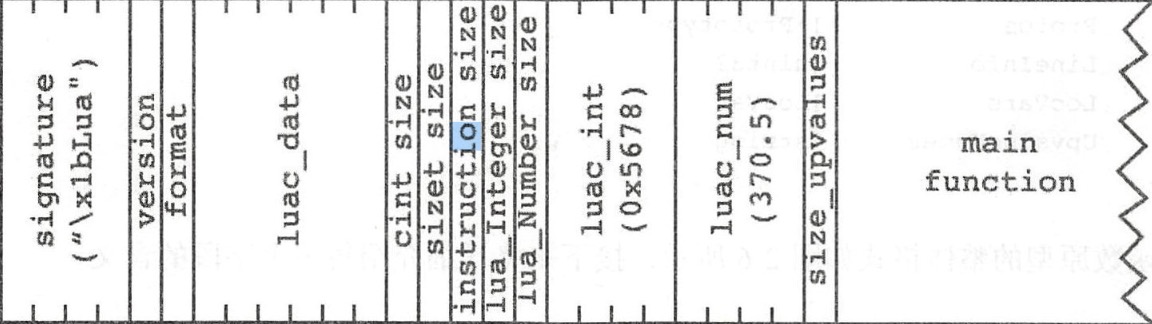 signature
("\x1bLua")
version
format
luac_data
cint size
sizet size
instruction size
lua_Integer size
lua_Number size
luac_int
(0x5678)
luac_num
(370.5)
size_upvalues
main
function